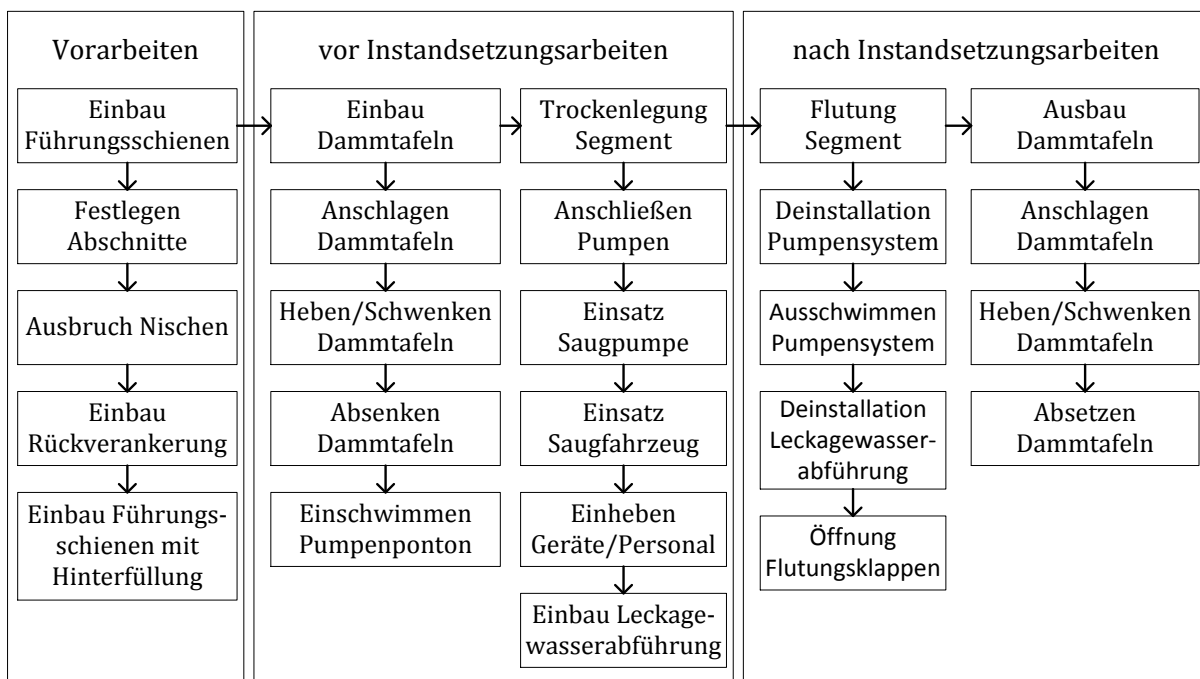 Vorarbeiten
Einbau
Führungsschienen
Festlegen
Abschnitte
Ausbruch Nischen
Einbau
Rückverankerung
Einbau Führungs-
schienen mit
Hinterfüllung
vor Instandsetzungsarbeiten
Einbau
Dammtafeln
Anschlagen
Dammtafeln
Heben/Schwenken
Dammtafeln
Absenken
Dammtafeln
Einschwimmen
Pumpenponton
Trockenlegung
Segment
Anschließen
Pumpen
Einsatz
Saugpumpe
Einsatz
Saugfahrzeug
Einheben
Geräte/Personal
Einbau Leckage-
wasserabführung
nach Instandsetzungsarbeiten
Flutung
Segment
Deinstallation
Pumpensystem
Ausschwimmen
Pumpensystem
Deinstallation
Leckagewasser-
abführung
Öffnung
Flutungsklappen
Ausbau
Dammtafeln
Anschlagen
Dammtafeln
Heben/Schwenken
Dammtafeln
Absetzen
Dammtafeln